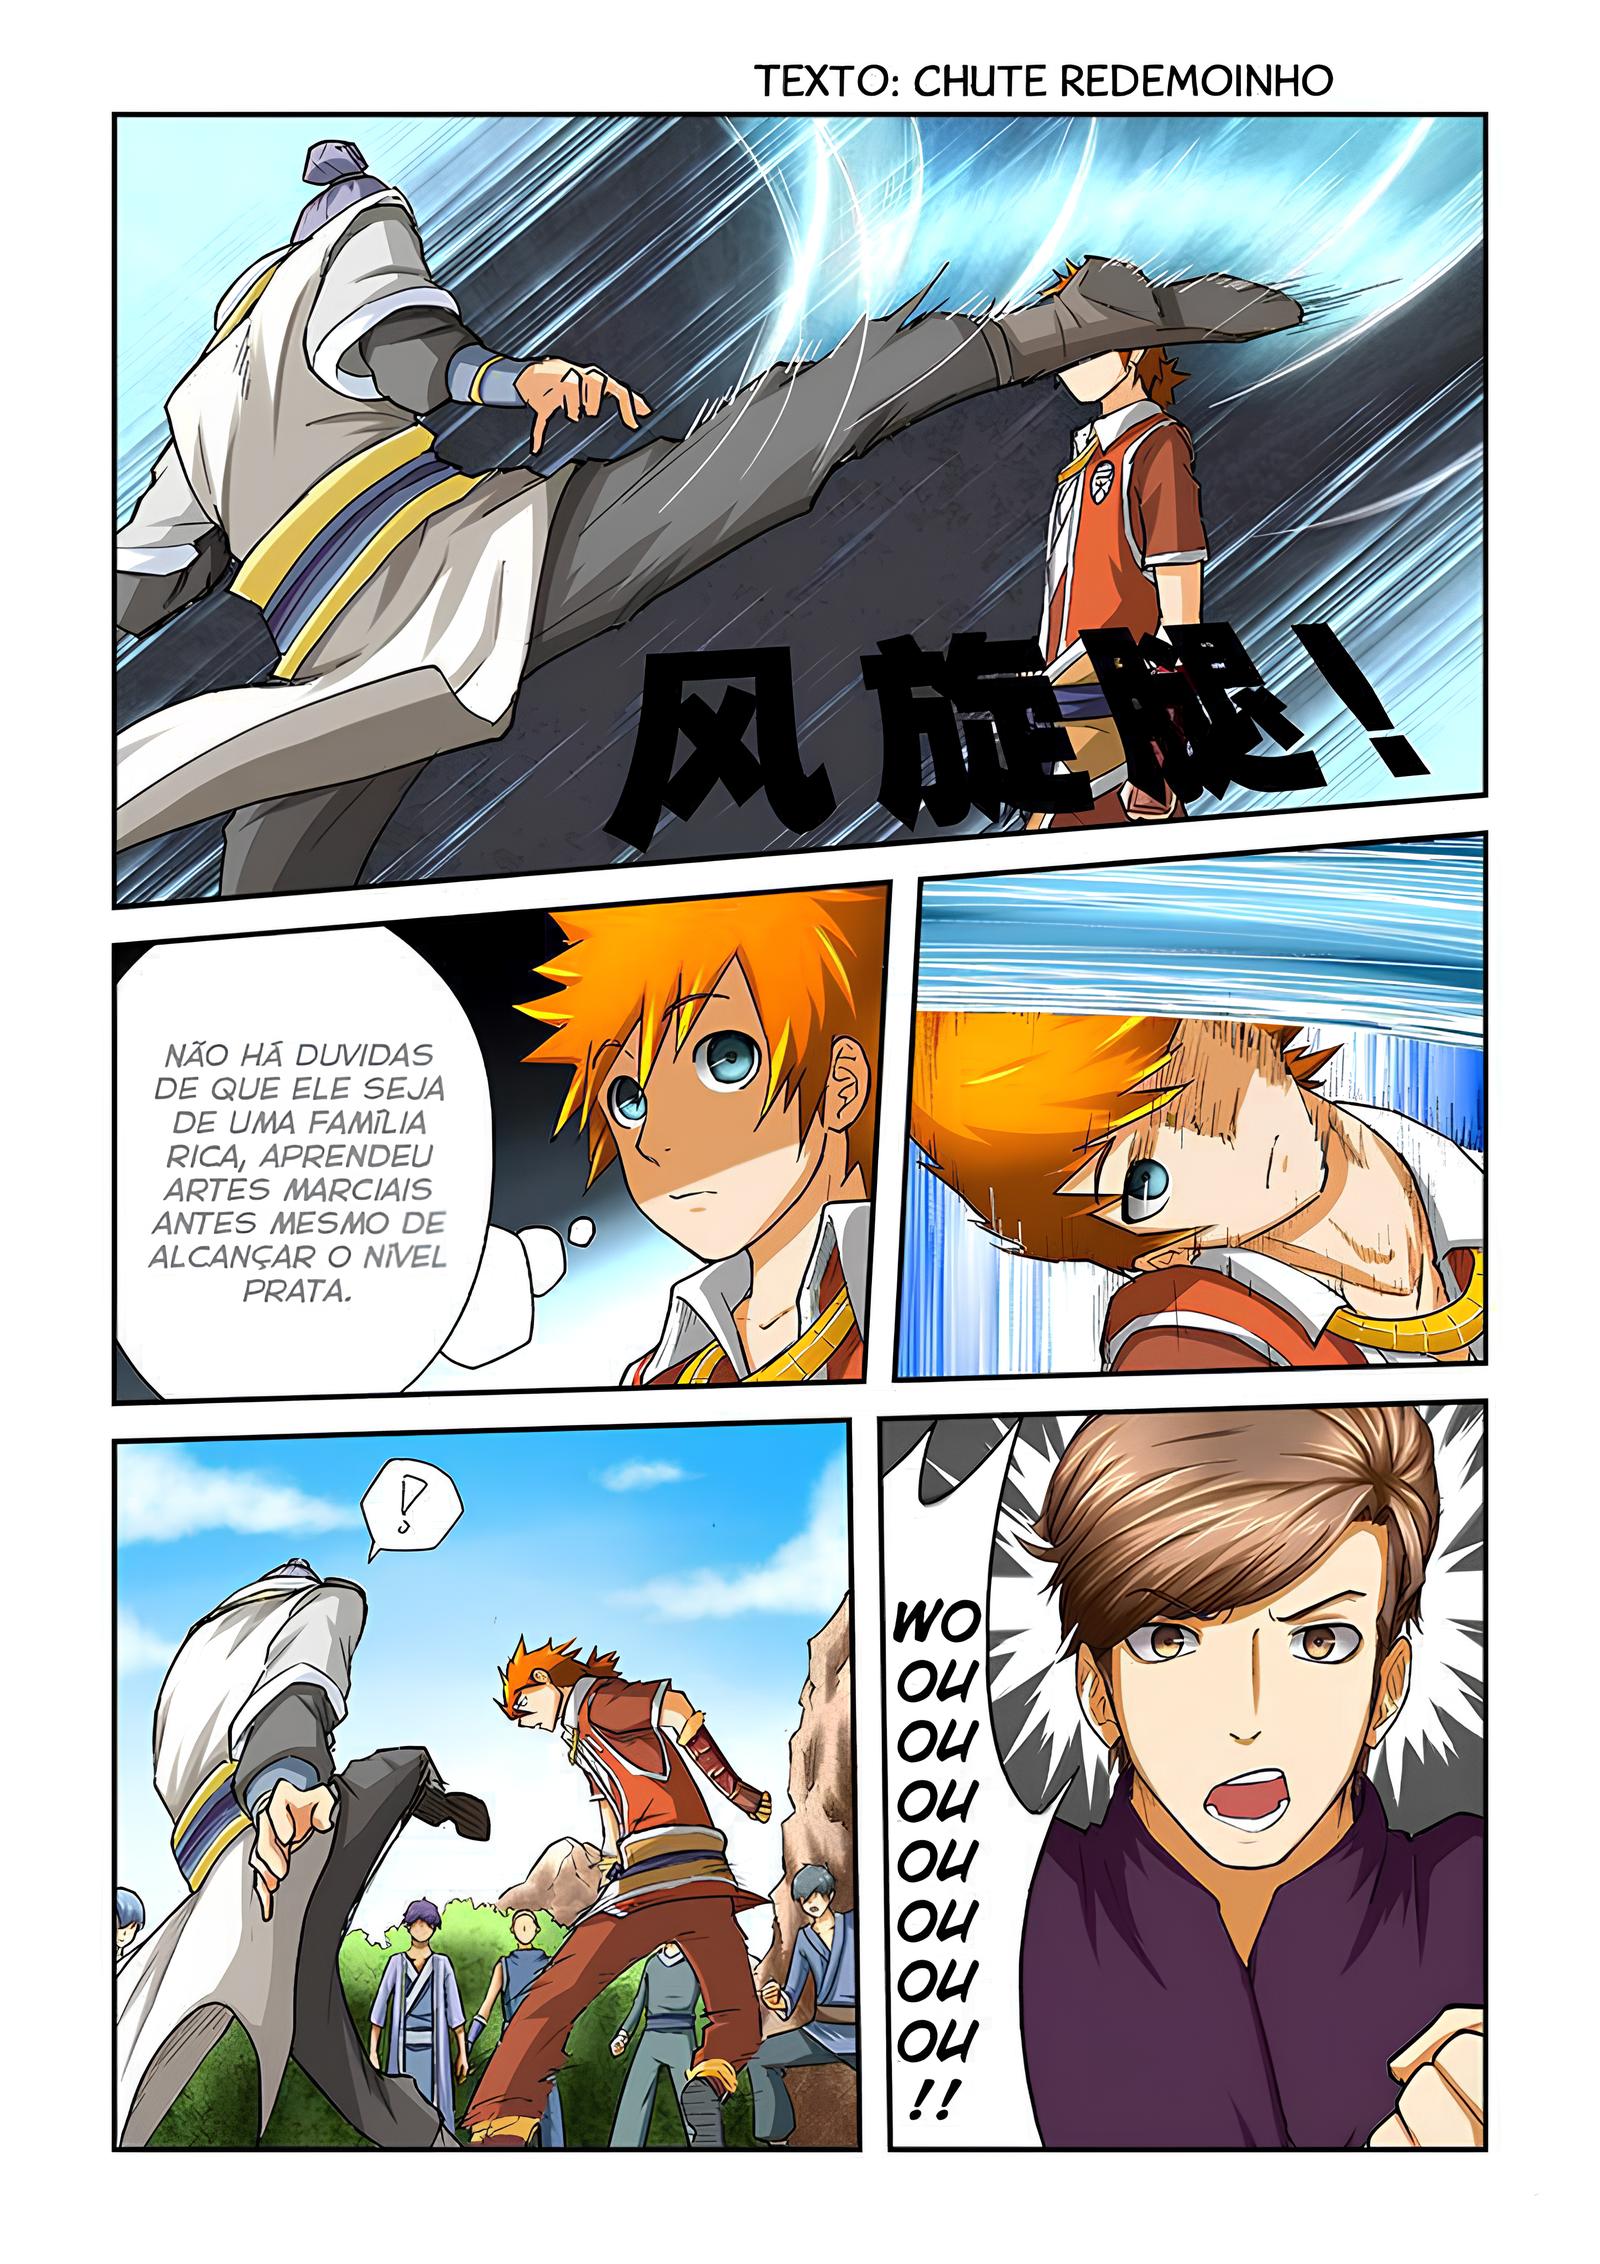 TEXTO: CHUTE REDEMOINHO
风旋腿!
NÃO HÁ DUVIDAS
DE QUE ELE SEJA
DE UMA FAMÍLIA
RICA, APRENDEU
ARTES MARCIAIS
ANTES MESMO DE
ALCANÇAR O NÍVEL
PRATA.
!
WO
OU
OU
OU
OU
OU
OU
OU
!!